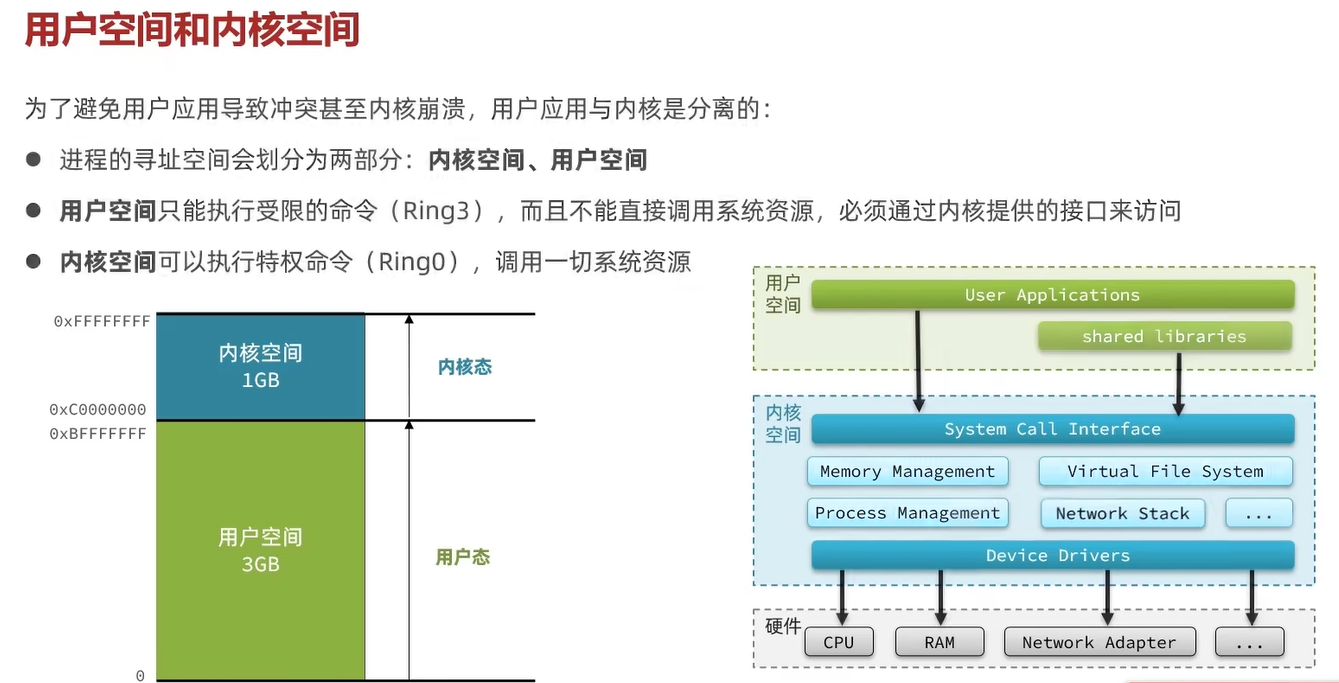 用户空间和内核空间
为了避免用户应用导致冲突甚至内核崩溃，用户应用与内核是分离的：
● 进程的寻址空间会划分为两部分：内核空间、用户空间
● 用户空间只能执行受限的命令（Ring3），而且不能直接调用系统资源，必须通过内核提供的接口来访问
● 内核空间可以执行特权命令（Ring0），调用一切系统资源
0xFFFFFFFF
内核空间
1GB
内核态
0xC0000000
0xBFFFFFFF
用户空间
3GB
用户态
0
用户
空间
User Applications
shared libraries
内核
空间
System Call Interface
Memory Management
Virtual File System
Process Management
Network Stack
...
Device Drivers
硬件
CPU
RAM
Network Adapter
...